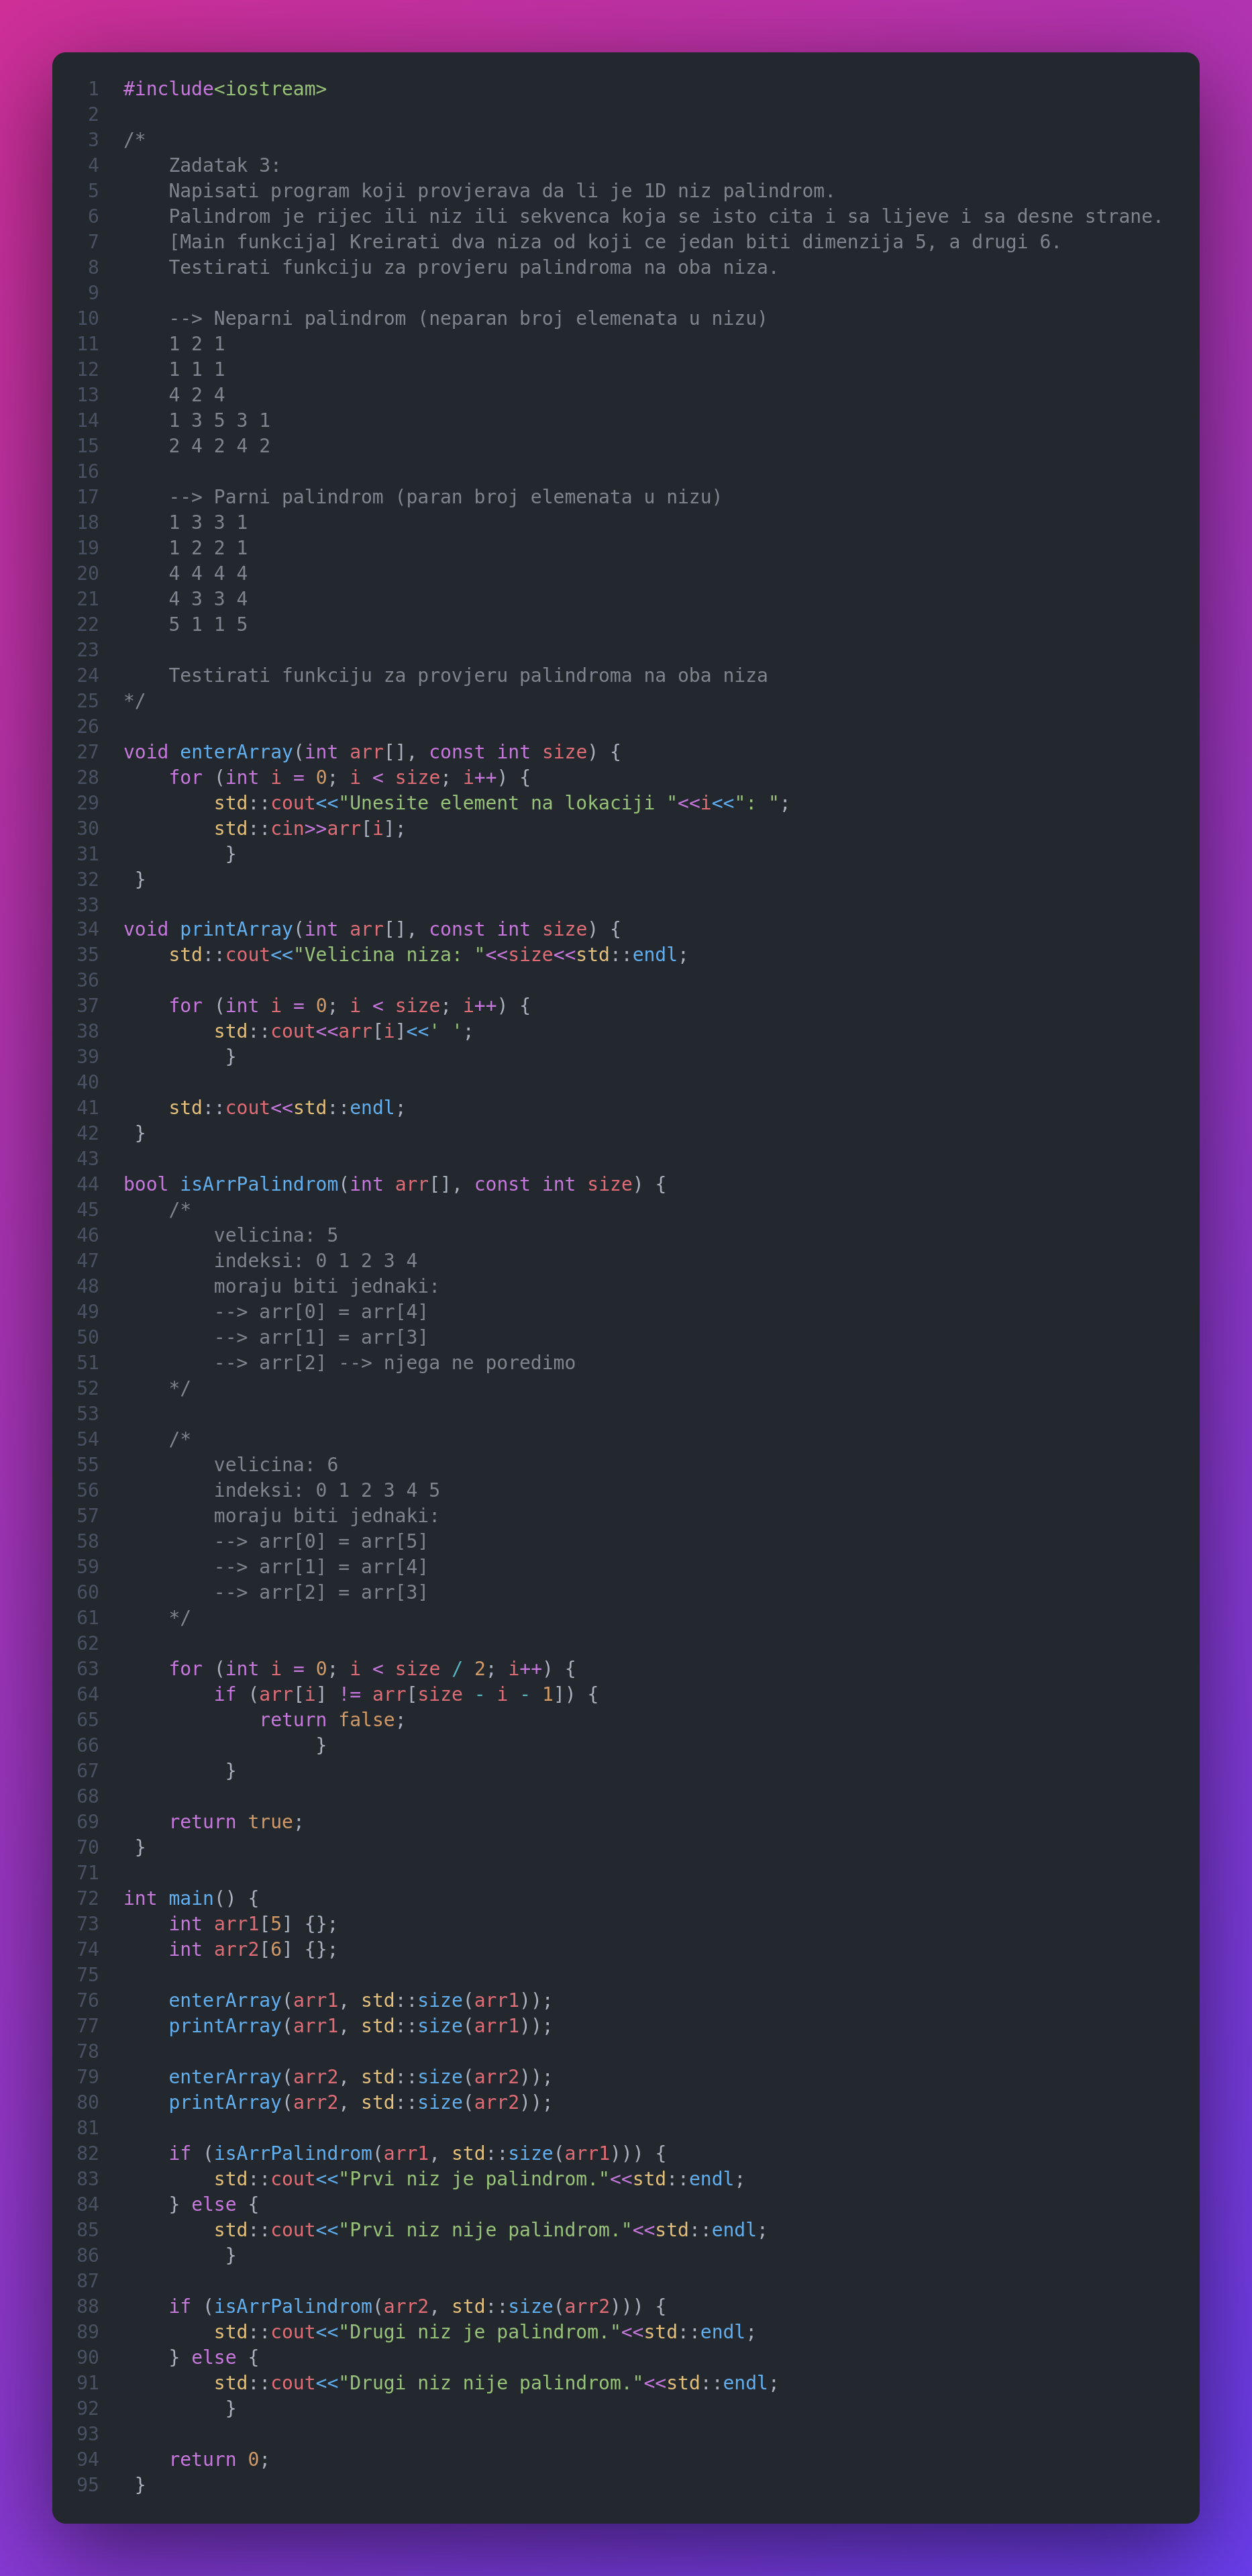 1 #include<iostream>
2
3 /*
4     Zadatak 3:
5     Napisati program koji provjerava da li je 1D niz palindrom.
6     Palindrom je rijec ili niz ili sekvenca koja se isto cita i sa lijeve i sa desne strane.
7     [Main funkcija] Kreirati dva niza od koji ce jedan biti dimenzija 5, a drugi 6.
8     Testirati funkciju za provjeru palindroma na oba niza.
9
10     --> Neparni palindrom (neparan broj elemenata u nizu)
11     1 2 1
12     1 1 1
13     4 2 4
14     1 3 5 3 1
15     2 4 2 4 2
16
17     --> Parni palindrom (paran broj elemenata u nizu)
18     1 3 3 1
19     1 2 2 1
20     4 4 4 4
21     4 3 3 4
22     5 1 1 5
23
24     Testirati funkciju za provjeru palindroma na oba niza
25 */
26
27 void enterArray(int arr[], const int size) {
28     for (int i = 0; i < size; i++) {
29         std::cout<<"Unesite element na lokaciji "<<i<<": ";
30         std::cin>>arr[i];
31          }
32  }
33
34 void printArray(int arr[], const int size) {
35     std::cout<<"Velicina niza: "<<size<<std::endl;
36
37     for (int i = 0; i < size; i++) {
38         std::cout<<arr[i]<<' ';
39          }
40
41     std::cout<<std::endl;
42  }
43
44 bool isArrPalindrom(int arr[], const int size) {
45     /*
46         velicina: 5
47         indeksi: 0 1 2 3 4
48         moraju biti jednaki:
49         --> arr[0] = arr[4]
50         --> arr[1] = arr[3]
51         --> arr[2] --> njega ne poredimo
52     */
53
54     /*
55         velicina: 6
56         indeksi: 0 1 2 3 4 5
57         moraju biti jednaki:
58         --> arr[0] = arr[5]
59         --> arr[1] = arr[4]
60         --> arr[2] = arr[3]
61     */
62
63     for (int i = 0; i < size / 2; i++) {
64         if (arr[i] != arr[size - i - 1]) {
65             return false;
66                  }
67          }
68
69     return true;
70  }
71
72 int main() {
73     int arr1[5] {};
74     int arr2[6] {};
75
76     enterArray(arr1, std::size(arr1));
77     printArray(arr1, std::size(arr1));
78
79     enterArray(arr2, std::size(arr2));
80     printArray(arr2, std::size(arr2));
81
82     if (isArrPalindrom(arr1, std::size(arr1))) {
83         std::cout<<"Prvi niz je palindrom."<<std::endl;
84     } else {
85         std::cout<<"Prvi niz nije palindrom."<<std::endl;
86          }
87
88     if (isArrPalindrom(arr2, std::size(arr2))) {
89         std::cout<<"Drugi niz je palindrom."<<std::endl;
90     } else {
91         std::cout<<"Drugi niz nije palindrom."<<std::endl;
92          }
93
94     return 0;
95  }